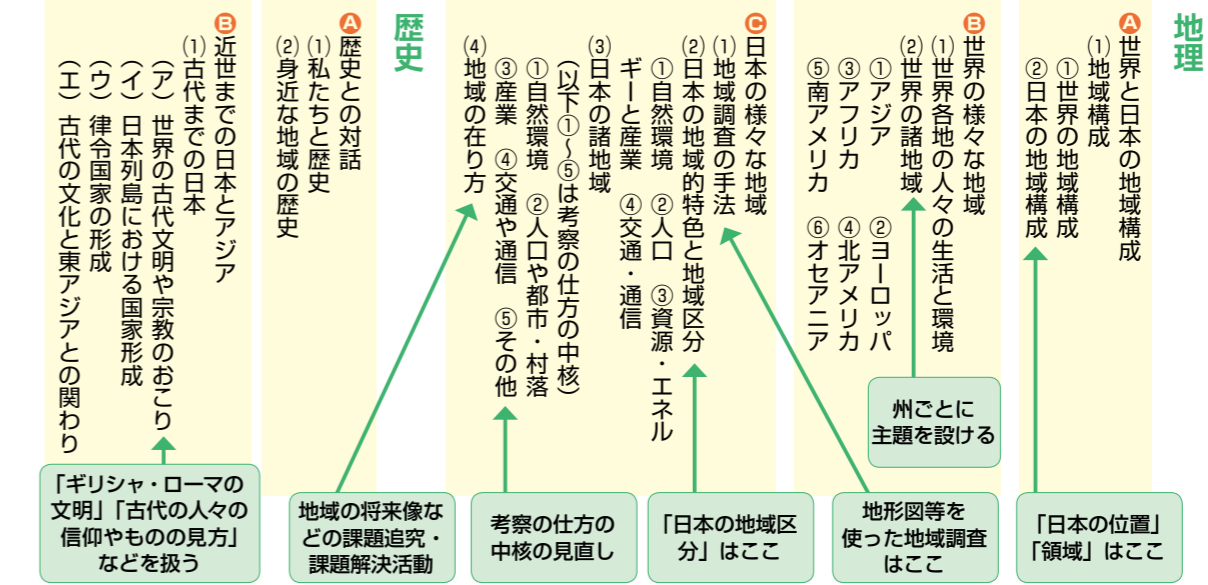 地理
Ⓐ世界と日本の地域構成
⑴地域構成
①世界の地域構成
②日本の地域構成
「日本の位置」
「領域」はここ
Ⓑ世界の様々な地域
⑴世界各地の人々の生活と環境
⑵世界の諸地域
①アジア　②ヨーロッパ
③アフリカ　④北アメリカ
⑤南アメリカ　⑥オセアニア
州ごとに
主題を設ける
Ⓒ日本の様々な地域
⑴地域調査の手法
⑵日本の地域的特色と地域区分
①自然環境　②人口　③資源・エネル
ギーと産業　④交通・通信
⑶日本の諸地域
（以下①〜⑤は考察の仕方の中核）
①自然環境　②人口や都市・村落
③産業　④交通や通信　⑤その他
⑷地域の在り方
地形図等を
使った地域調査
はここ
「日本の地域区
分」はここ
考察の仕方の
中核の見直し
地域の将来像な
どの課題追究・
課題解決活動
歴史
Ⓐ歴史との対話
⑴私たちと歴史
⑵身近な地域の歴史
Ⓑ近世までの日本とアジア
⑴古代までの日本
（ア）世界の古代文明や宗教のおこり
（イ）日本列島における国家形成
（ウ）律令国家の形成
（エ）古代の文化と東アジアとの関わり
「ギリシャ・ローマの
文明」「古代の人々の
信仰やものの見方」
などを扱う